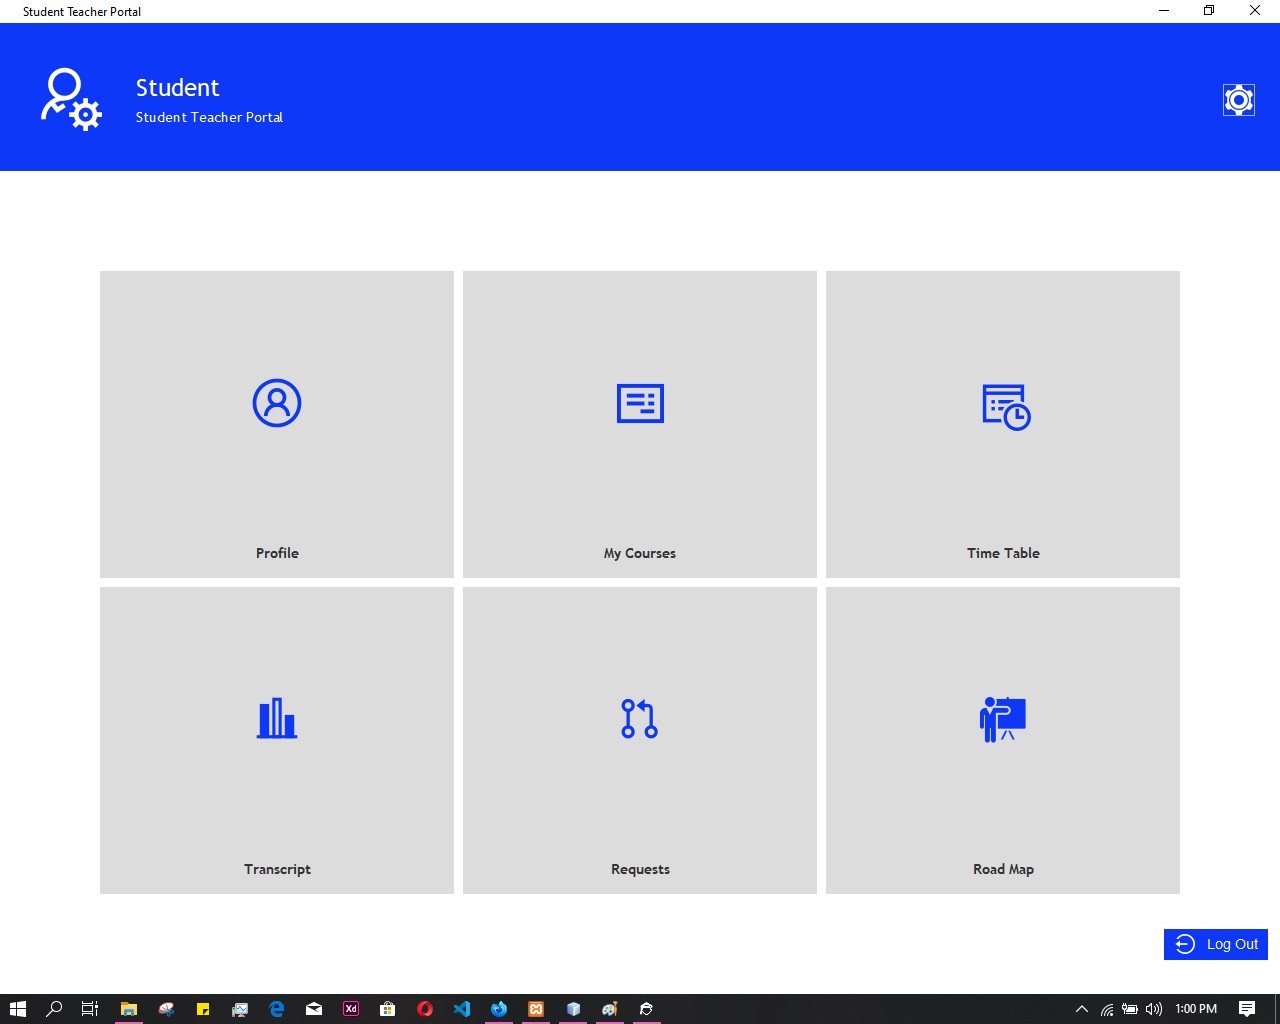 Student Teacher Portal
Student
Student Teacher Portal
Profile
My Courses
Time Table
Transcript
Requests
Road Map
Log Out
Xd
1:00 PM